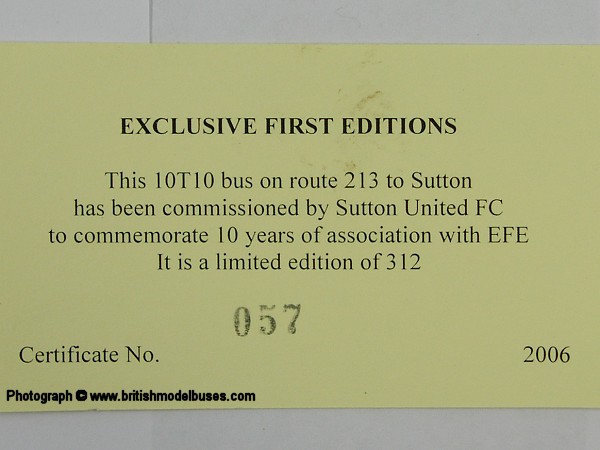 EXCLUSIVE FIRST EDITIONS
This 10T10 bus on route 213 to Sutton
has been commissioned by Sutton United FC
to commemorate 10 years of association with EFE
It is a limited edition of 312
057
Certificate No. 2006
Photograph © www.britishmodelbuses.com